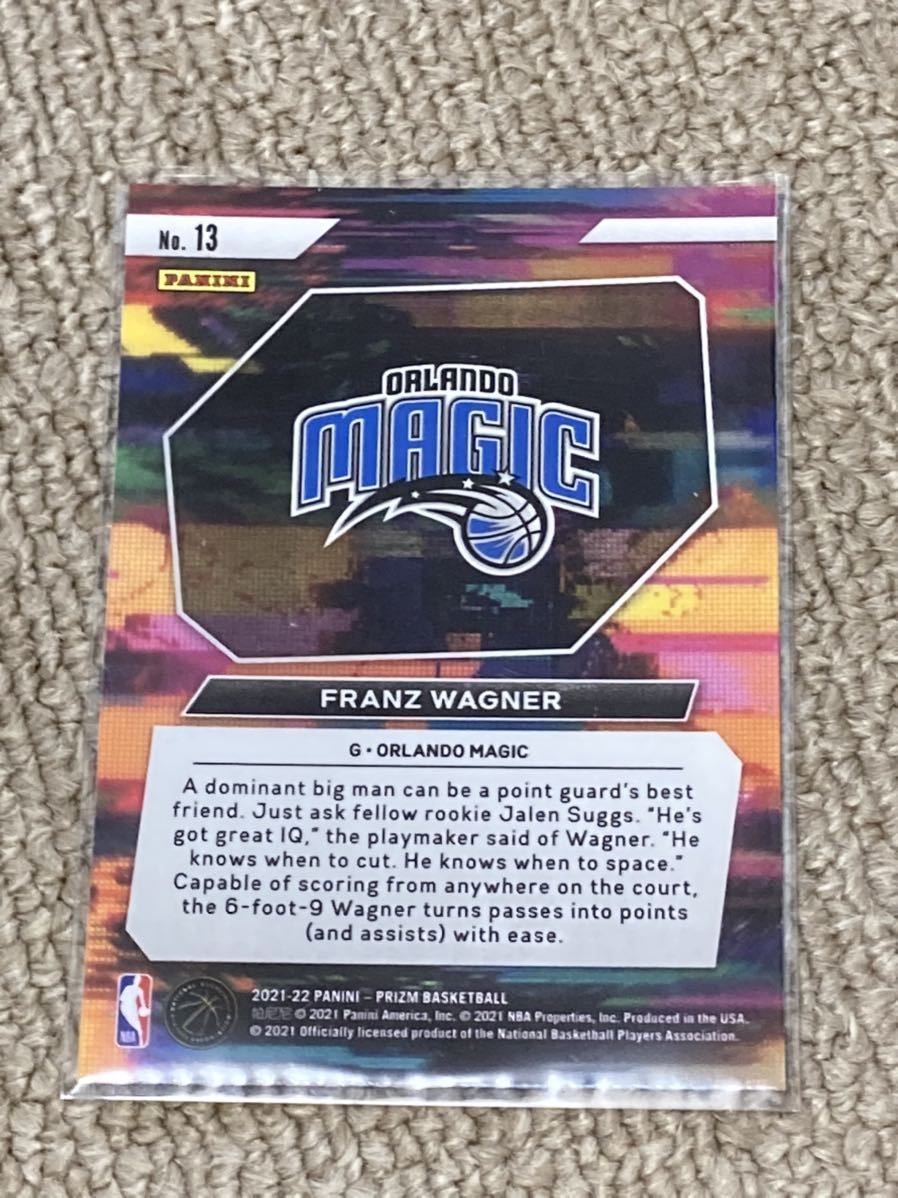 No. 13
PANINI
ORLANDO
MAGIC
FRANZ WAGNER
G • ORLANDO MAGIC
A dominant big man can be a point guard's best
friend. Just ask fellow rookie Jalen Suggs. "He's
got great IQ," the playmaker said of Wagner. "He
knows when to cut. He knows when to space."
Capable of scoring from anywhere on the court,
the 6-foot-9 Wagner turns passes into points
(and assists) with ease.
NBA
2021-22 PANINI – PRIZM BASKETBALL
帕尼尼 © 2021 Panini America, Inc. © 2021 NBA Properties, Inc. Produced in the USA.
© 2021 Officially licensed product of the National Basketball Players Association.